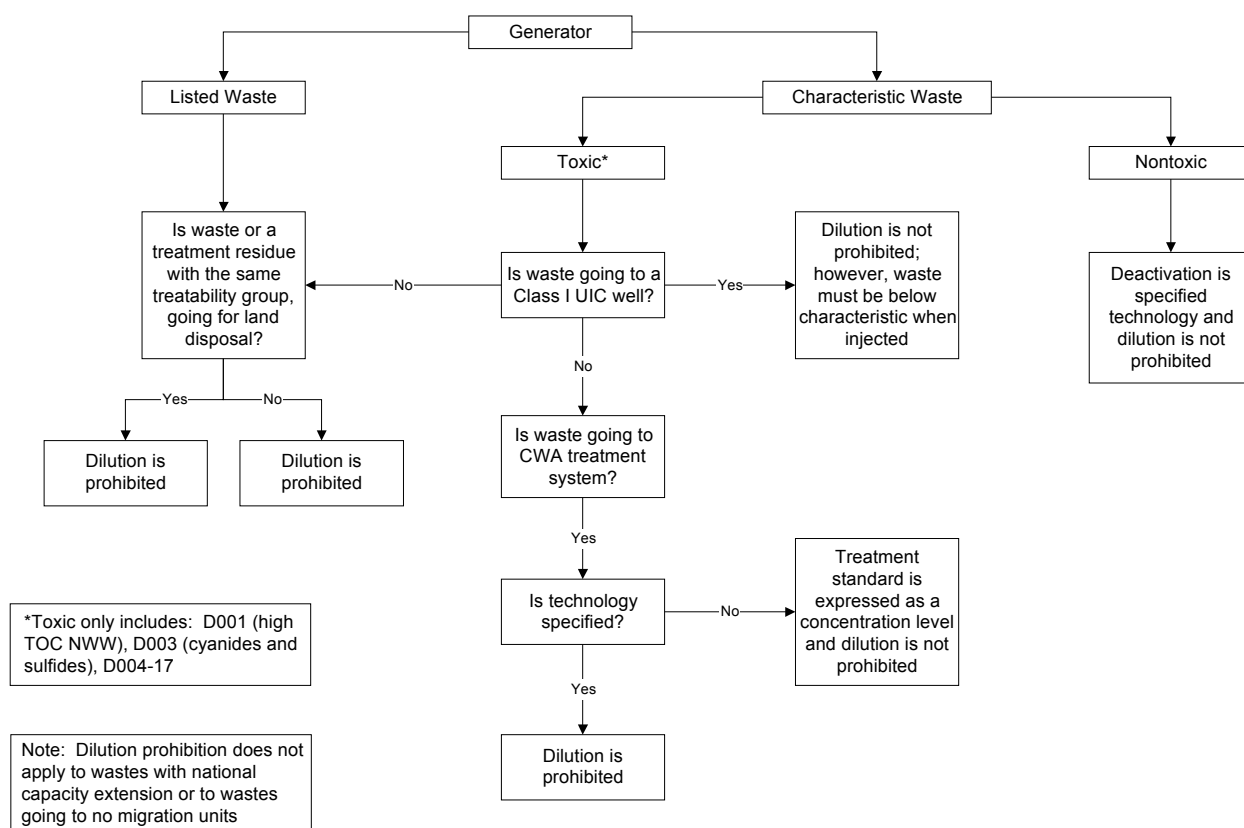 Generator
Listed Waste
Characteristic Waste
Toxic*
Nontoxic
Is waste or a
treatment residue
with the same
treatability group,
going for land
disposal?
No
Is waste going to a
Class I UIC well?
Yes
Dilution is not
prohibited;
however, waste
must be below
characteristic when
injected
Deactivation is
specified
technology and
dilution is not
prohibited
Yes
No
No
Dilution is
prohibited
Dilution is
prohibited
Is waste going to
CWA treatment
system?
Yes
Is technology
specified?
No
Treatment
standard is
expressed as a
concentration level
and dilution is not
prohibited
Yes
Dilution is
prohibited
*Toxic only includes: D001 (high
TOC NWW), D003 (cyanides and
sulfides), D004-17
Note: Dilution prohibition does not
apply to wastes with national
capacity extension or to wastes
going to no migration units